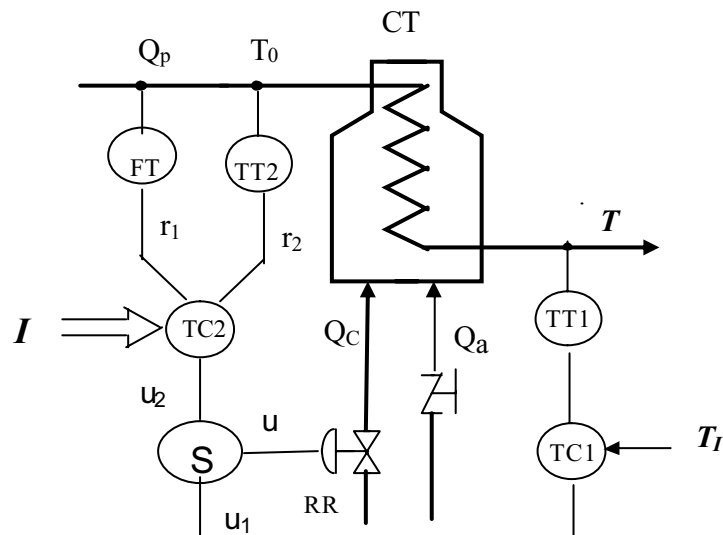 CT
Qp T0
FT TT2
r1 r2
T
I TC2 QC Qa TT1
u2 u
S TC1 TI
u1 RR